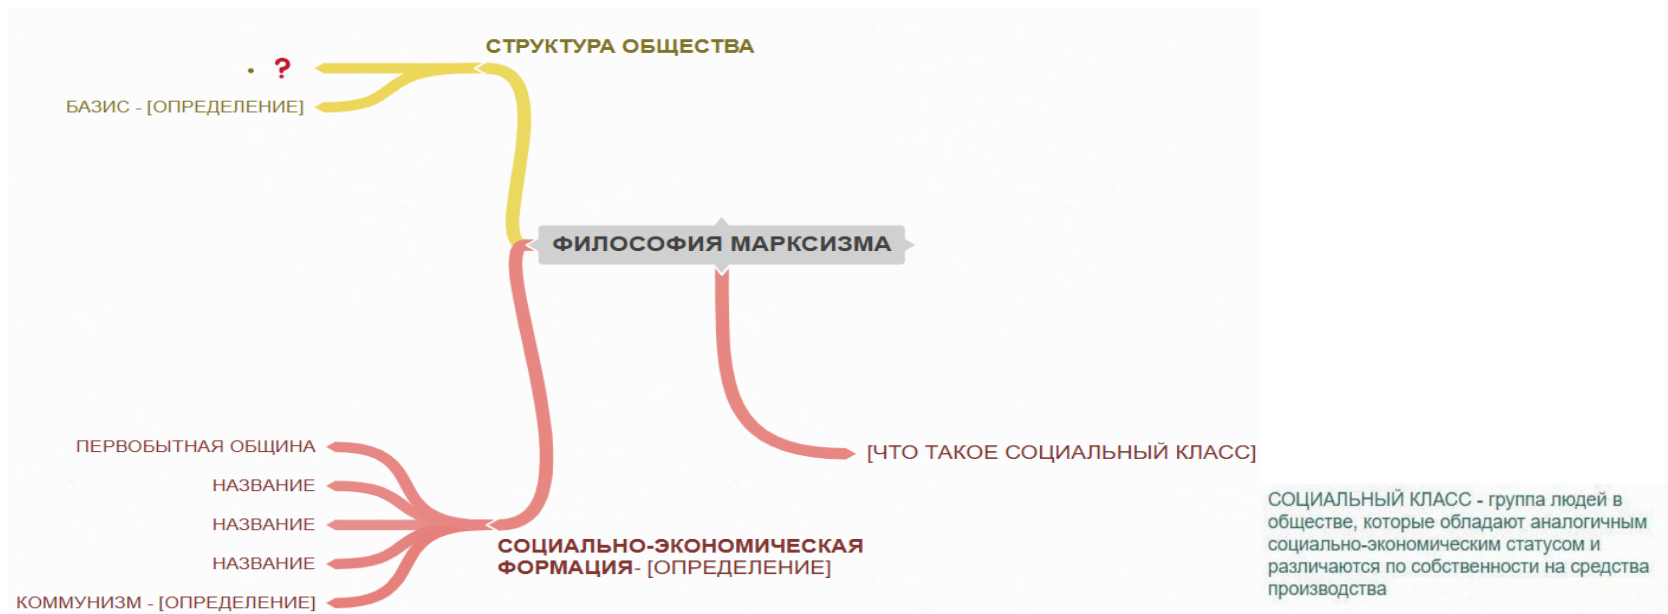 СТРУКТУРА ОБЩЕСТВА
• ?
БАЗИС - [ОПРЕДЕЛЕНИЕ]
ФИЛОСОФИЯ МАРКСИЗМА
ПЕРВОБЫТНАЯ ОБЩИНА
НАЗВАНИЕ
НАЗВАНИЕ
НАЗВАНИЕ
КОММУНИЗМ - [ОПРЕДЕЛЕНИЕ]
СОЦИАЛЬНО-ЭКОНОМИЧЕСКАЯ
ФОРМАЦИЯ- [ОПРЕДЕЛЕНИЕ]
[ЧТО ТАКОЕ СОЦИАЛЬНЫЙ КЛАСС]
СОЦИАЛЬНЫЙ КЛАСС - группа людей в
обществе, которые обладают аналогичным
социально-экономическим статусом и
различаются по собственности на средства
производства